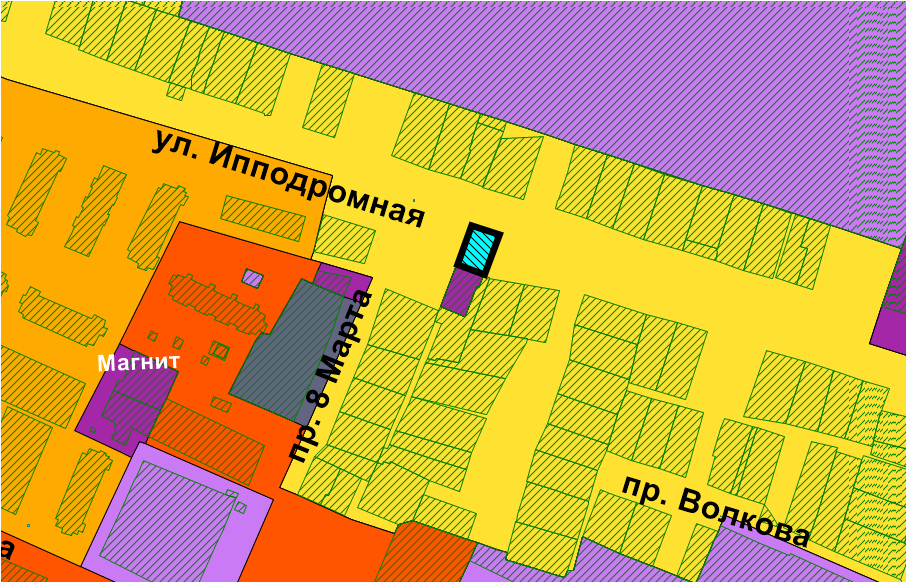 ул. Ипподромная
Магнит
пр. 8 Марта
пр. Волкова
а